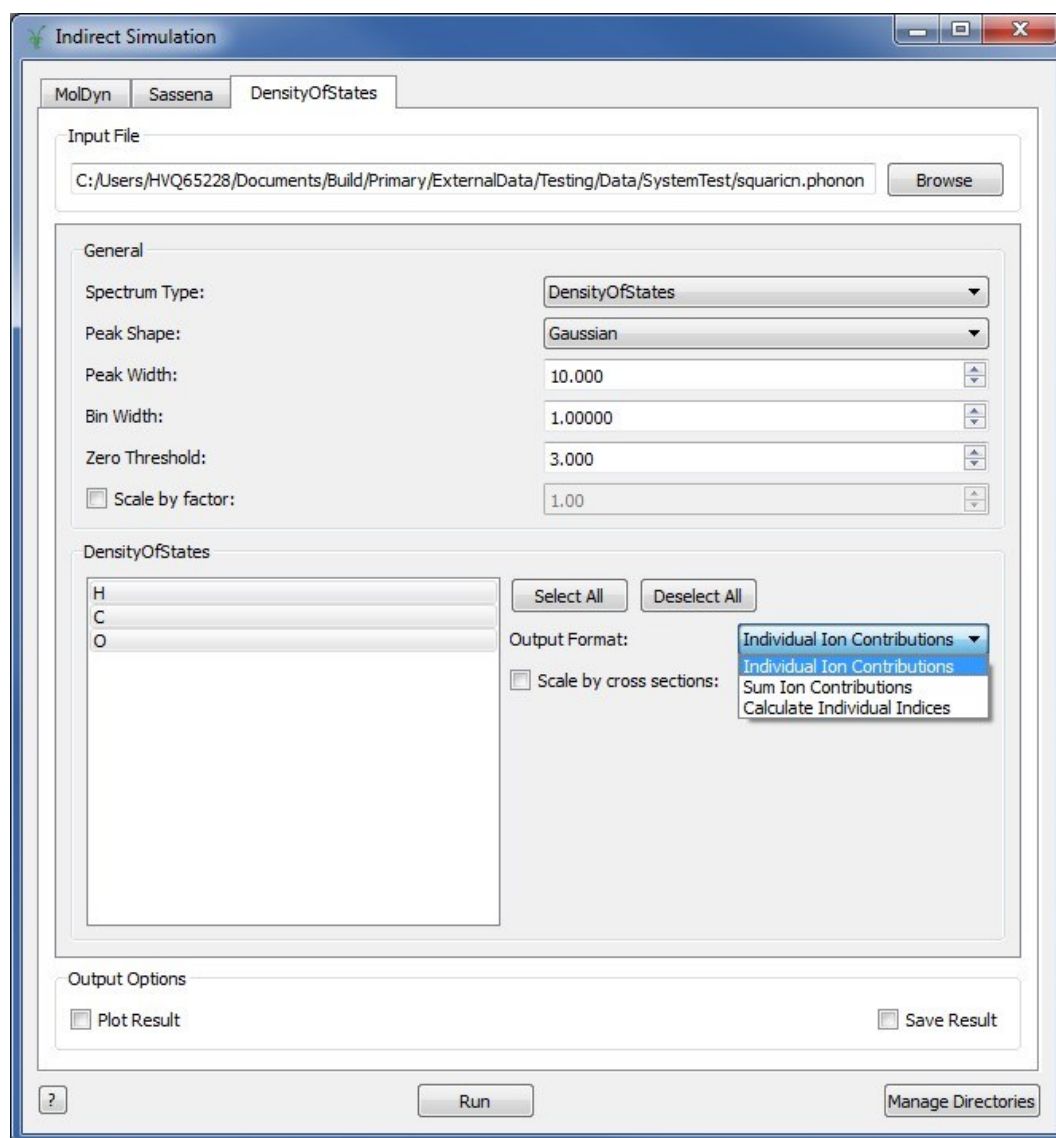 Indirect Simulation
MolDyn Sassena DensityOfStates
Input File
C:/Users/HVQ65228/Documents/Build/Primary/ExternalData/Testing/Data/SystemTest/squaricn.phonon Browse
General
Spectrum Type: DensityOfStates
Peak Shape: Gaussian
Peak Width: 10.000
Bin Width: 1.00000
Zero Threshold: 3.000
Scale by factor: 1.00
DensityOfStates
H Select All Deselect All
C
O Output Format: Individual Ion Contributions
Individual Ion Contributions
Scale by cross sections: Sum Ion Contributions
Calculate Individual Indices
Output Options
Plot Result Save Result
? Run Manage Directories